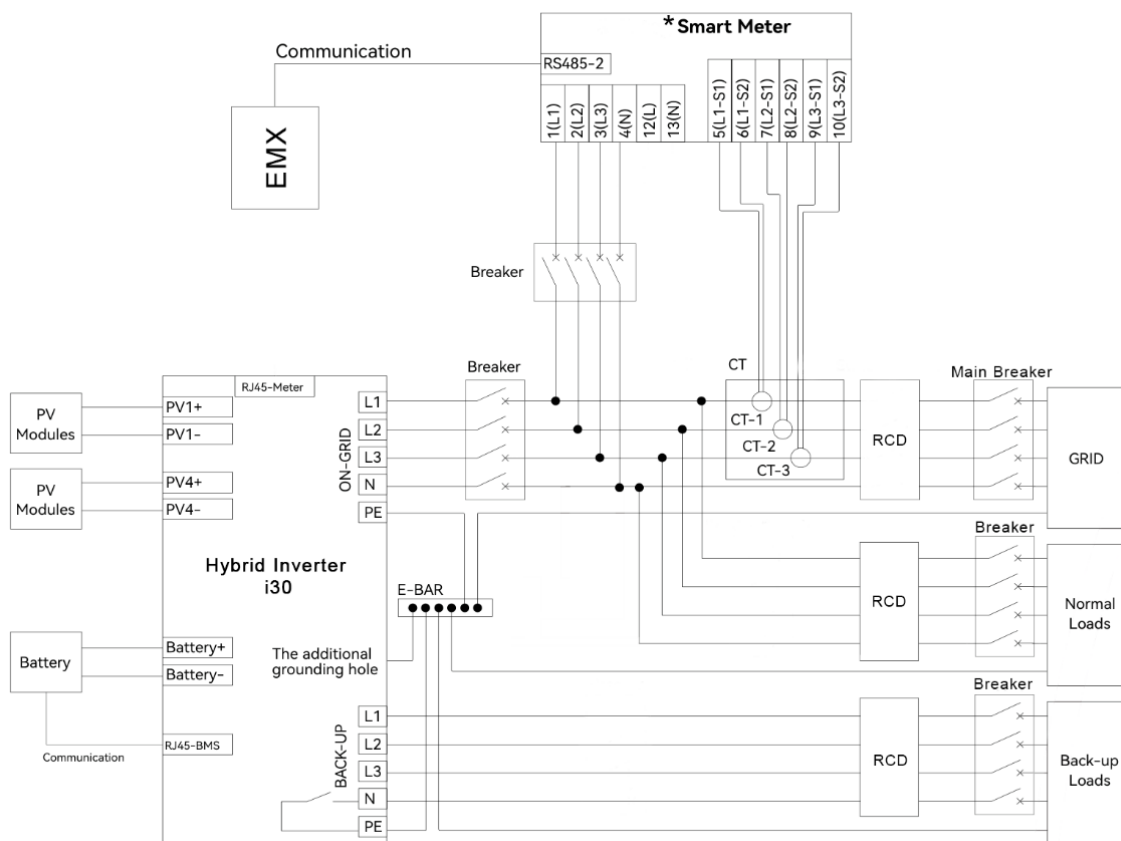 * Smart Meter
Communication
RS485-2
1(L1)
2(L2)
3(L3)
4(N)
12(L)
13(N)
5(L1-S1)
6(L1-S2)
7(L2-S1)
8(L2-S2)
9(L3-S1)
10(L3-S2)
EMX
Breaker
Breaker
CT
Main Breaker
RJ45-Meter
PV
Modules
PV1+
PV1-
L1
L2
L3
N
PE
ON-GRID
CT-1
CT-2
CT-3
RCD
GRID
PV
Modules
PV4+
PV4-
Hybrid Inverter
i30
E-BAR
Breaker
RCD
Normal
Loads
Battery
Battery+
Battery-
The additional
grounding hole
Breaker
L1
L2
L3
N
PE
BACK-UP
RCD
Back-up
Loads
RJ45-BMS
Communication